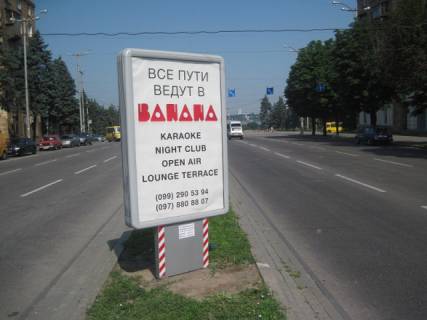 ВСЕ ПУТИ
ВЕДУТ В
BANANA
KARAOKE
NIGHT CLUB
OPEN AIR
LOUNGE TERRACE
(099) 290 53 94
(097) 880 88 07